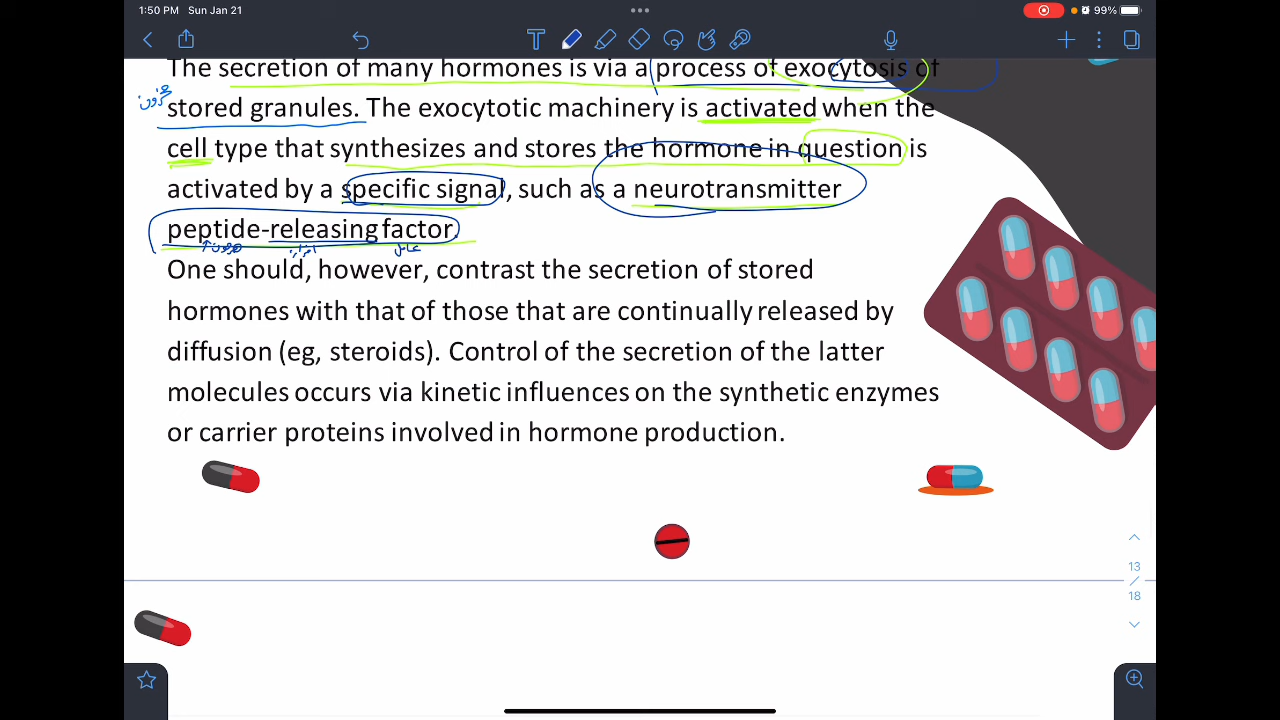 1:50 PM Sun Jan 21
99%
The secretion of many hormones is via a process of exocytosis of
stored granules. The exocytotic machinery is activated when the
مخزون
cell type that synthesizes and stores the hormone in question is
activated by a specific signal, such as a neurotransmitter
peptide-releasing factor.
افراز
عامل
One should, however, contrast the secretion of stored
hormones with that of those that are continually released by
diffusion (eg, steroids). Control of the secretion of the latter
molecules occurs via kinetic influences on the synthetic enzymes
or carrier proteins involved in hormone production.
13
/
18